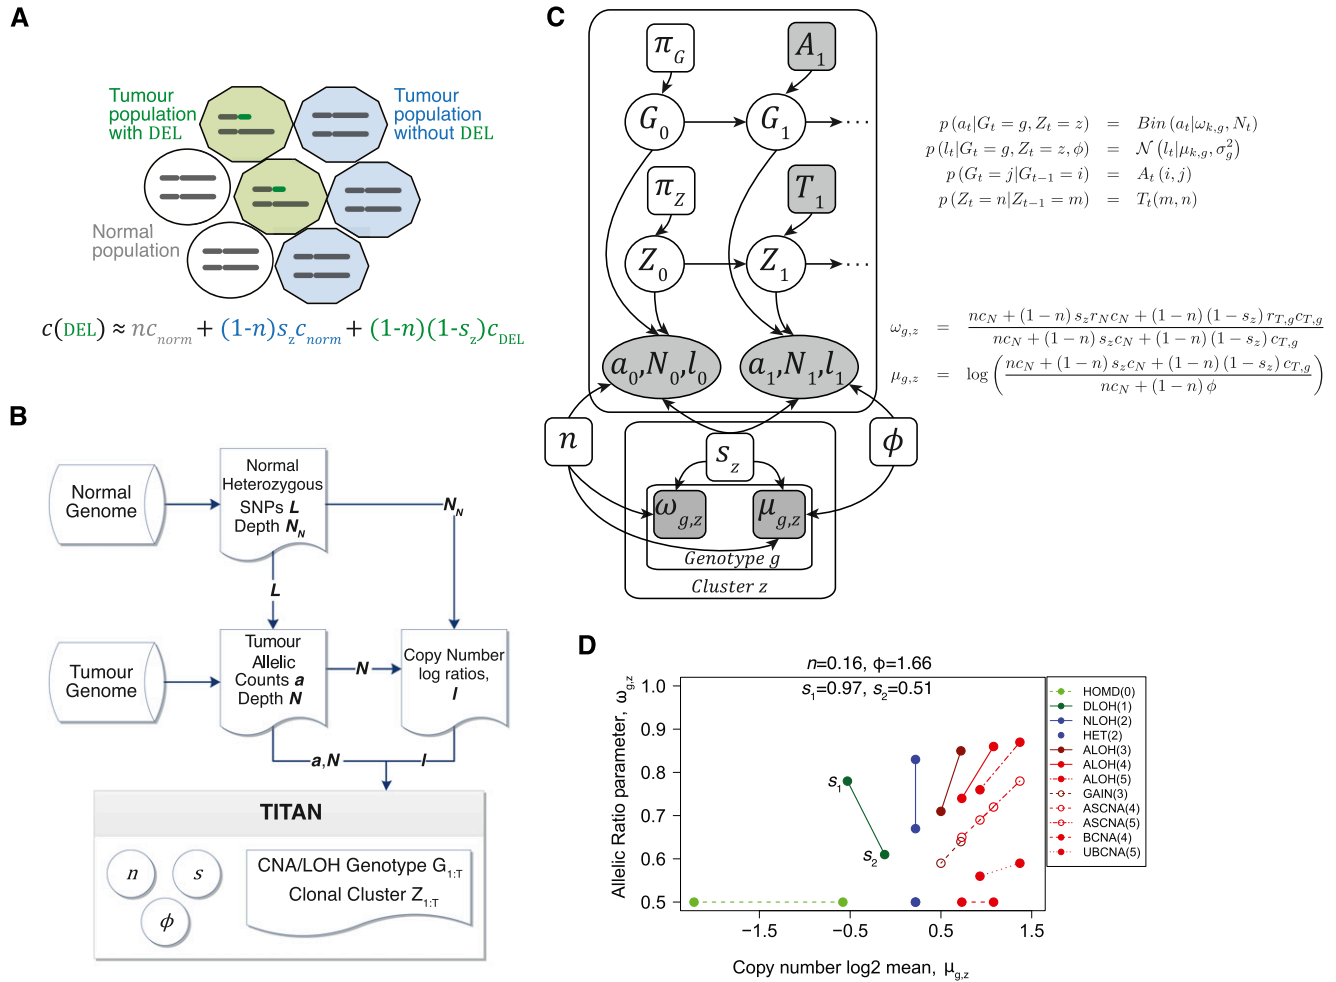 A
Tumour
population
with DEL
Tumour
population
without DEL
Normal
population
c(DEL) ≈ nc_norm + (1-n)s_z c_norm + (1-n)(1-s_z)c_DEL
B
Normal
Genome
Normal
Heterozygous
SNPs L
Depth N_N
N_N
L
Tumour
Genome
Tumour
Allelic
Counts a
Depth N
N
Copy Number
log ratios,
l
a,N
l
TITAN
n
s
ϕ
CNA/LOH Genotype G_1:T
Clonal Cluster Z_1:T
C
π_G
A_1
G_0
G_1
...
π_Z
T_1
Z_0
Z_1
...
a_0,N_0,l_0
a_1,N_1,l_1
n
s_z
ϕ
ω_g,z
μ_g,z
Genotype g
Cluster z
p (a_t|G_t = g, Z_t = z) = Bin (a_t|ω_k,g, N_t)
p (l_t|G_t = g, Z_t = z, ϕ) = 𝒩 (l_t|μ_k,g, σ_g^2)
p (G_t = j|G_t−1 = i) = A_t (i, j)
p (Z_t = n|Z_t−1 = m) = T_t(m, n)
ω_g,z = (nc_N + (1 − n) s_z r_N c_N + (1 − n) (1 − s_z) r_T,g c_T,g) / (nc_N + (1 − n) s_z c_N + (1 − n) (1 − s_z) c_T,g)
μ_g,z = log ((nc_N + (1 − n) s_z c_N + (1 − n) (1 − s_z) c_T,g) / (nc_N + (1 − n) ϕ))
D
n=0.16, ϕ=1.66
s_1=0.97, s_2=0.51
Allelic Ratio parameter, ω_g,z
1.0
0.9
0.8
0.7
0.6
0.5
s_1
s_2
−1.5
−0.5
0.5
1.5
Copy number log2 mean, μ_g,z
HOMD(0)
DLOH(1)
NLOH(2)
HET(2)
ALOH(3)
ALOH(4)
ALOH(5)
GAIN(3)
ASCNA(4)
ASCNA(5)
BCNA(4)
UBCNA(5)